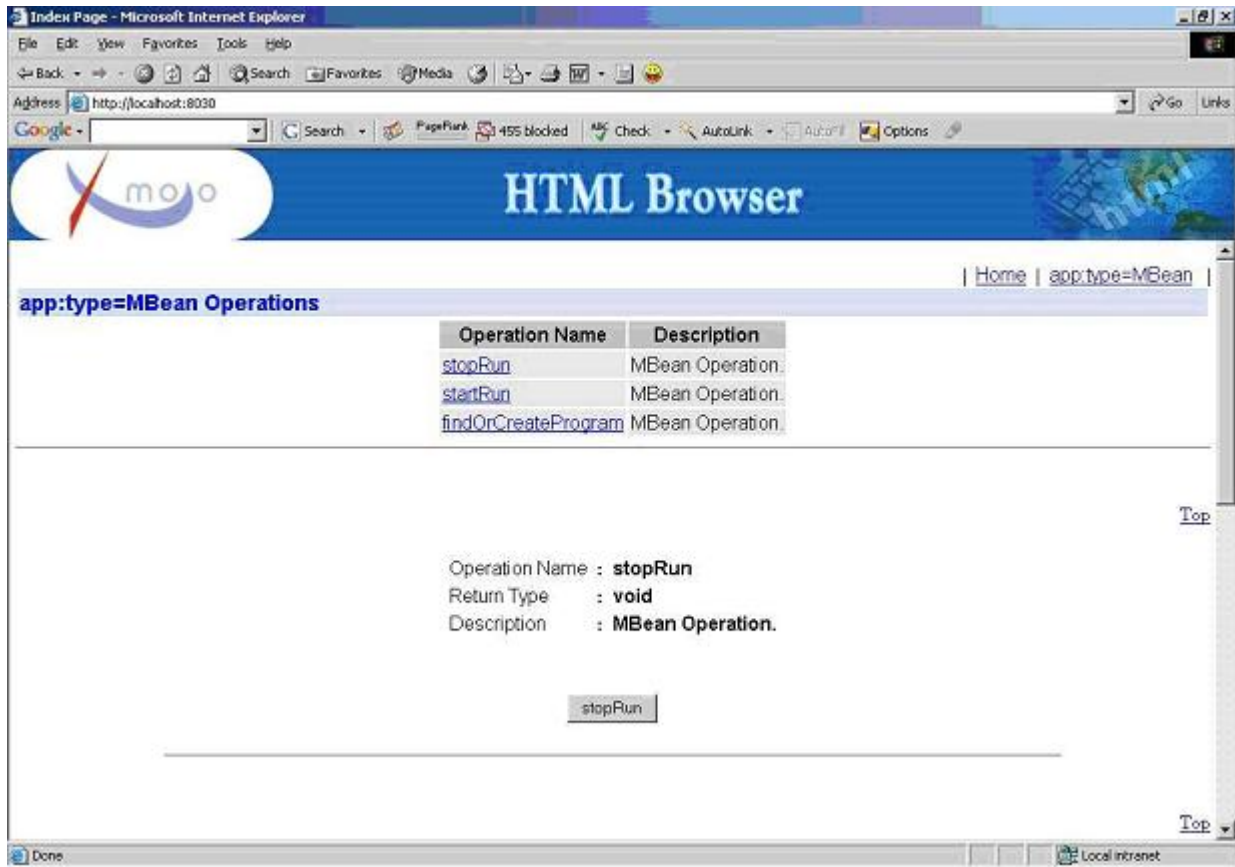 Index Page - Microsoft Internet Explorer
File Edit View Favorites Tools Help
Back Search Favorites Media
Address http://localhost:8030 Go Links
Google Search PageRank 455 blocked Check AutoLink AutoFill Options
mojo HTML Browser html
| Home | app:type=MBean |
app:type=MBean Operations
Operation Name Description
stopRun MBean Operation.
startRun MBean Operation.
findOrCreateProgram MBean Operation.
Top
Operation Name : stopRun
Return Type : void
Description : MBean Operation.
stopRun
Top
Done Local intranet